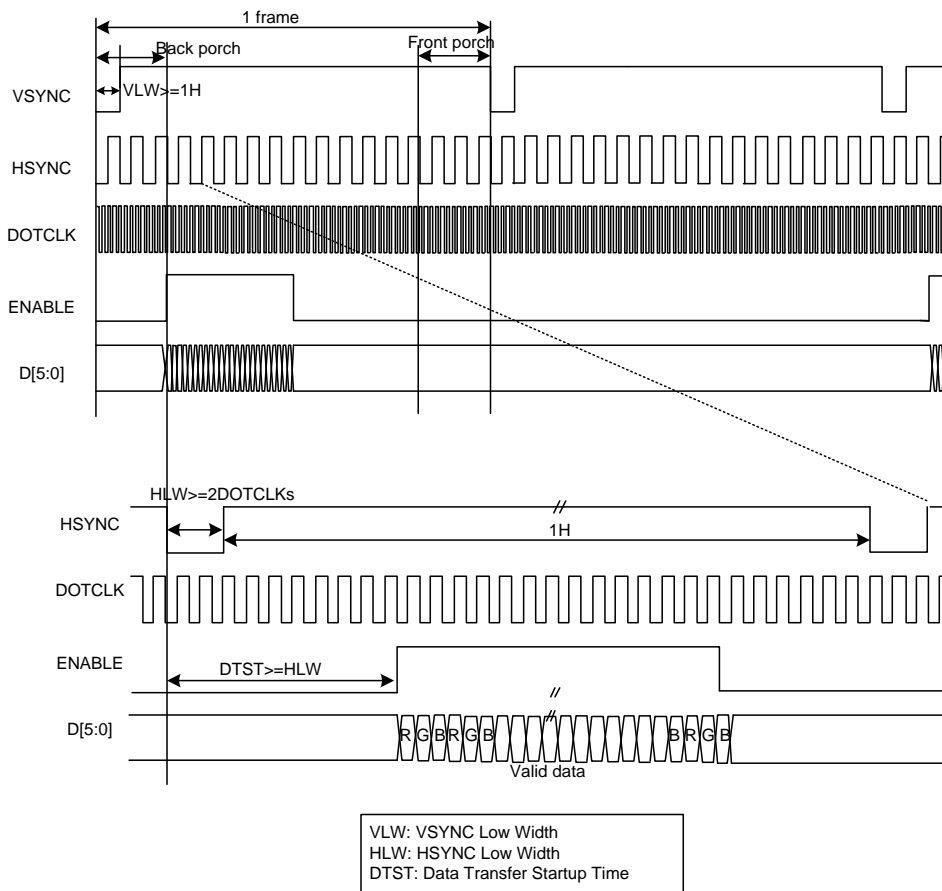 1 frame
Back porch
Front porch
VSYNC
VLW>=1H
HSYNC
DOTCLK
ENABLE
D[5:0]
HLW>=2DOTCLKs
HSYNC
//
1H
DOTCLK
ENABLE
DTST>=HLW
//
D[5:0]
//
R G B R G B B R G B
Valid data
VLW: VSYNC Low Width
HLW: HSYNC Low Width
DTST: Data Transfer Startup Time